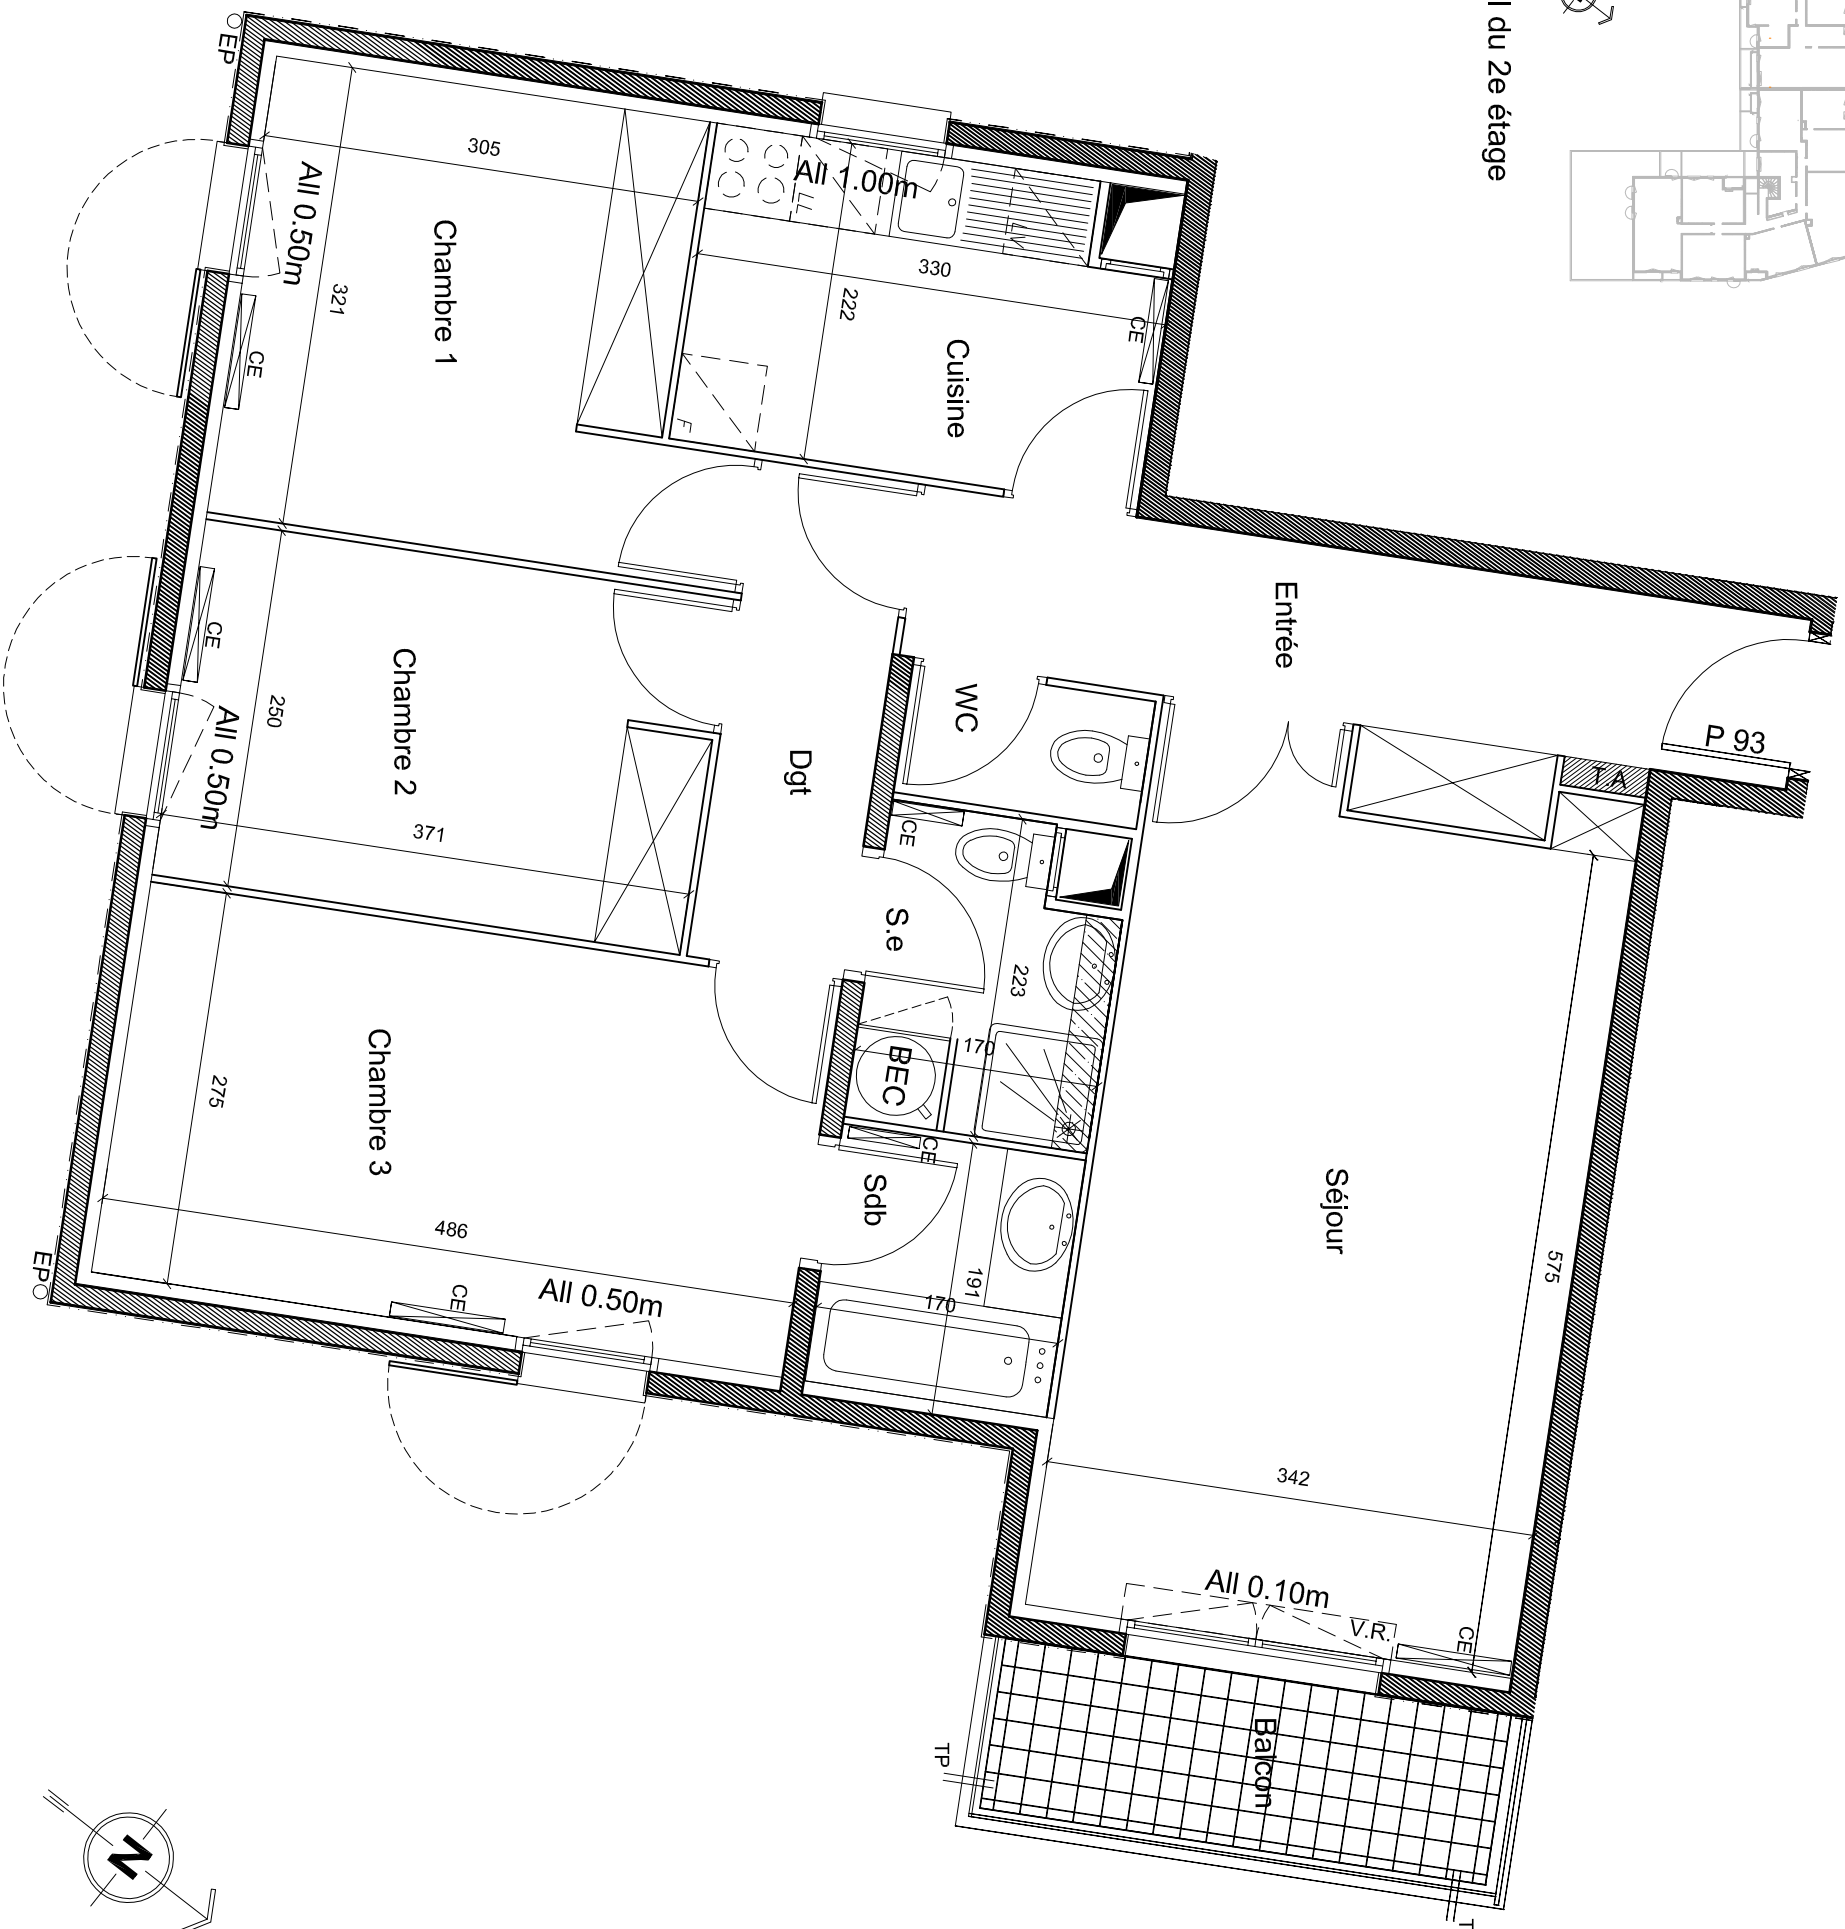 l du 2e étage
EP
All 0.50m
305
321
Chambre 1
CE
All 1.00m
LL
LV
330
222
Cuisine
CE
F
Entrée
P 93
T.A
WC
CE
Chambre 2
250
All 0.50m
371
CE
Dgt
S.e
CE
223
170
BEC
CE
Sdb
191
170
Chambre 3
275
486
CE
All 0.50m
EP
Séjour
575
342
All 0.10m
V.R.
CE
Balcon
TP
T
N